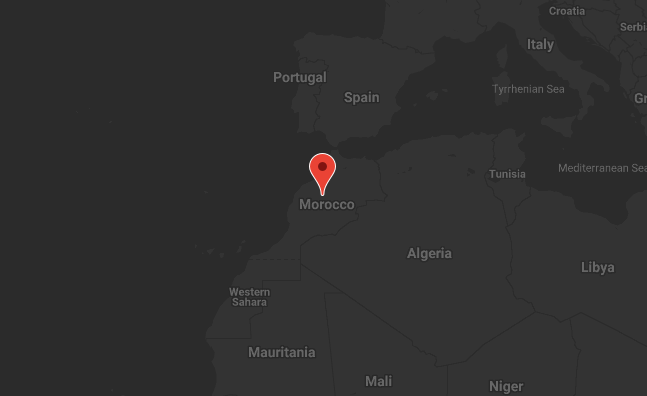 Croatia
Serbi
Italy
Portugal
Spain
Tyrrhenian Sea
Gr
Tunisia
Mediterranean Sea
Morocco
Algeria
Libya
Western
Sahara
Mauritania
Mali
Niger